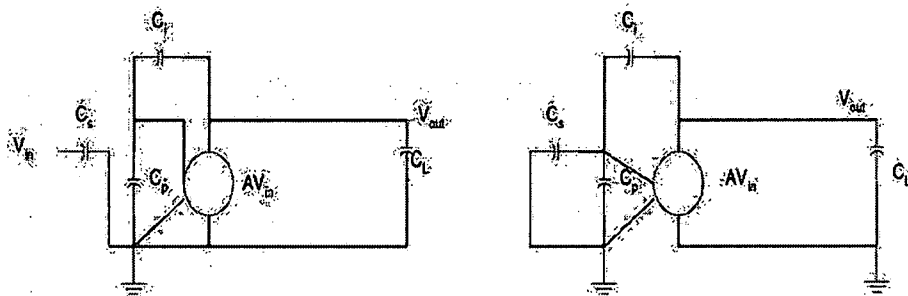 C_f
C_s
V_in
C_p
AV_in
V_out
C_L
C_f
C_s
C_p
AV_in
V_out
C_L